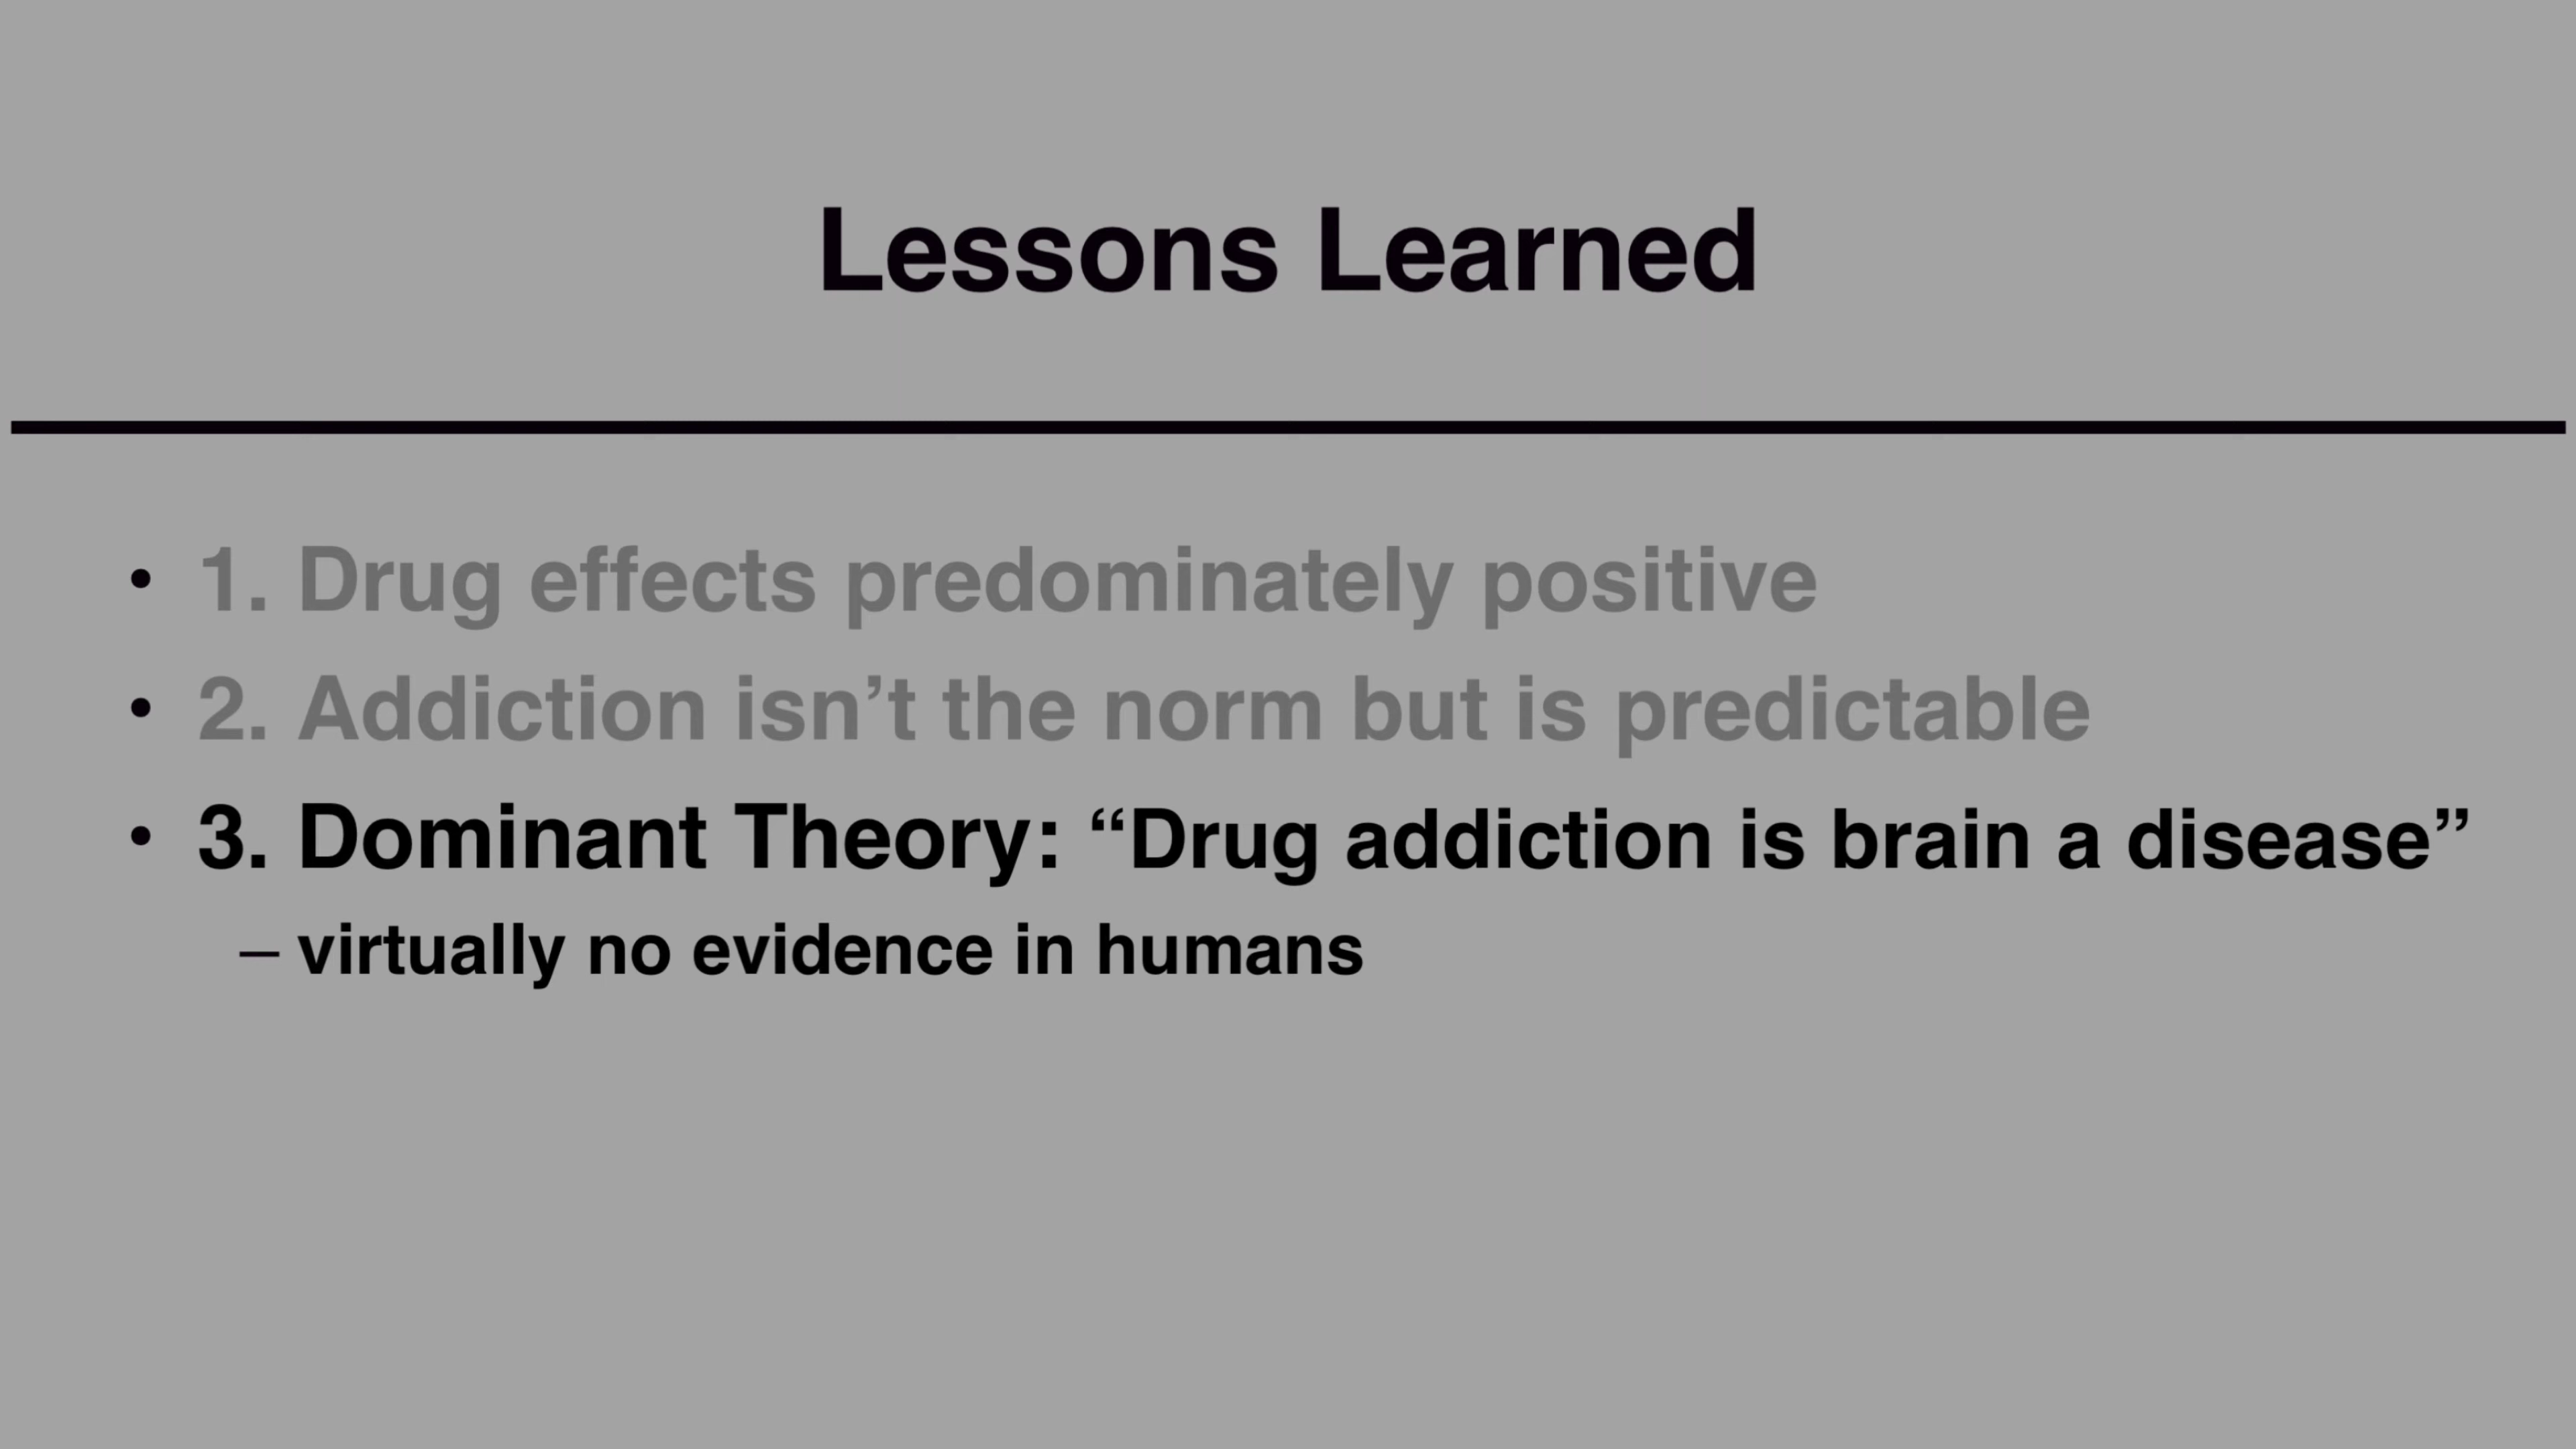 Lessons Learned
• 1. Drug effects predominately positive
• 2. Addiction isn’t the norm but is predictable
• 3. Dominant Theory: “Drug addiction is brain a disease”
– virtually no evidence in humans